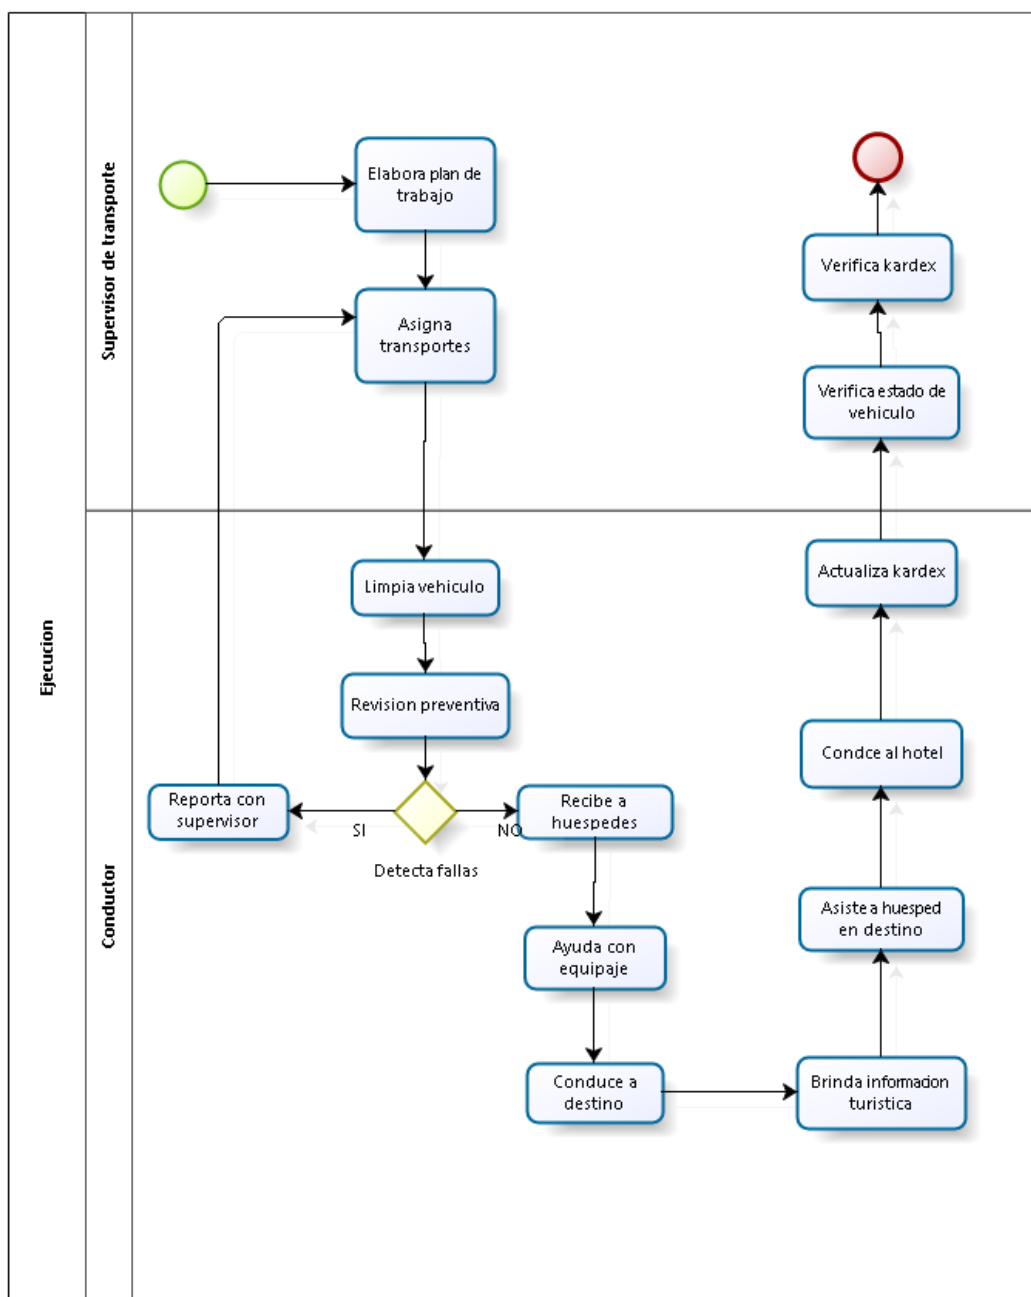 Ejecucion
Supervisor de transporte
Elabora plan de
trabajo
Asigna
transportes
Verifica kardex
Verifica estado de
vehiculo
Conductor
Limpia vehiculo
Revision preventiva
Detecta fallas
SI
NO
Reporta con
supervisor
Recibe a
huespedes
Ayuda con
equipaje
Conduce a
destino
Brinda informacion
turistica
Asiste a huesped
en destino
Condce al hotel
Actualiza kardex